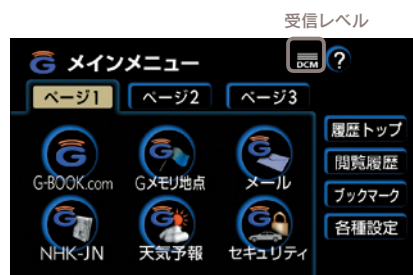 受信レベル
G メインメニュー DCM ?
ページ1 ページ2 ページ3
履歴トップ
G-BOOK.com Gメモリ地点 メール
閲覧履歴
ブックマーク
NHK-JN 天気予報 セキュリティ
各種設定